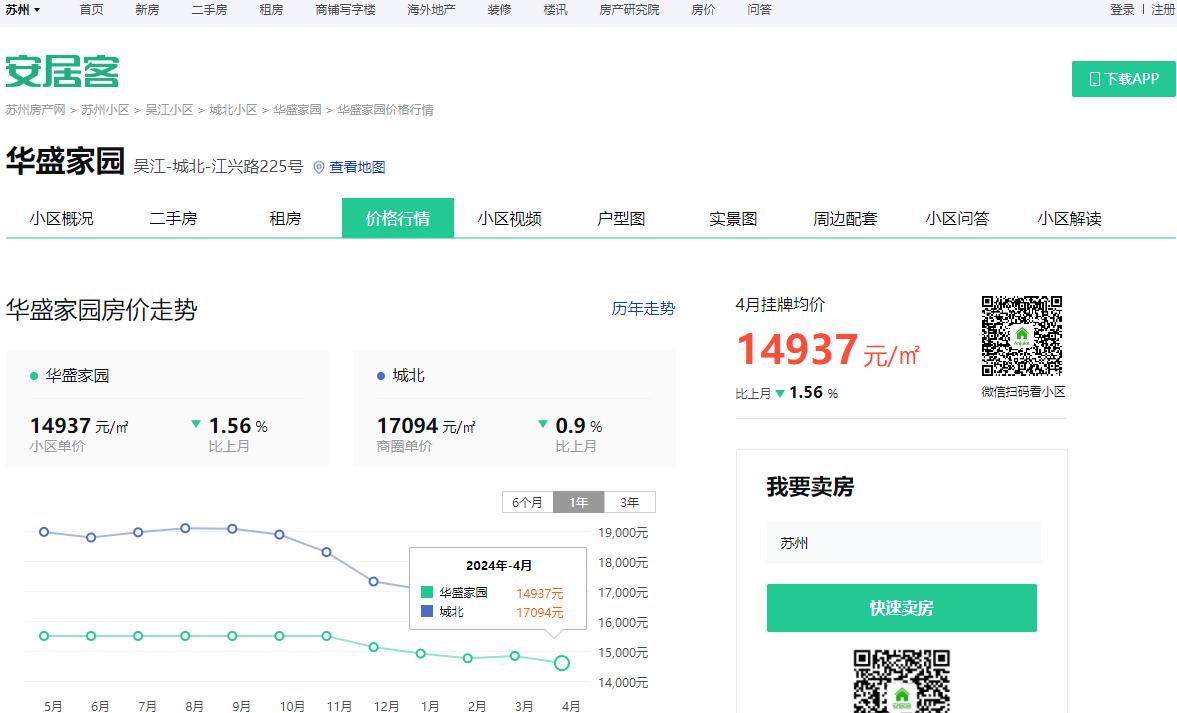 苏州 首页 新房 二手房 租房 商铺写字楼 海外地产 装修 楼讯 房产研究院 房价 问答 登录 | 注册
安居客
下载APP
苏州房产网 > 苏州小区 > 吴江小区 > 城北小区 > 华盛家园 > 华盛家园价格行情
华盛家园 吴江-城北-江兴路225号 查看地图
小区概况 二手房 租房 价格行情 小区视频 户型图 实景图 周边配套 小区问答 小区解读
华盛家园房价走势 历年走势
华盛家园
14937 元/㎡ 1.56 %
小区单价 比上月
城北
17094 元/㎡ 0.9 %
商圈单价 比上月
6个月 1年 3年
19,000元
18,000元
17,000元
16,000元
15,000元
14,000元
2024年-4月
华盛家园 14937元
城北 17094元
5月 6月 7月 8月 9月 10月 11月 12月 1月 2月 3月 4月
4月挂牌均价
14937 元/㎡
比上月 1.56 %
Anjuke
微信扫码看小区
我要卖房
苏州
快速卖房
安居客